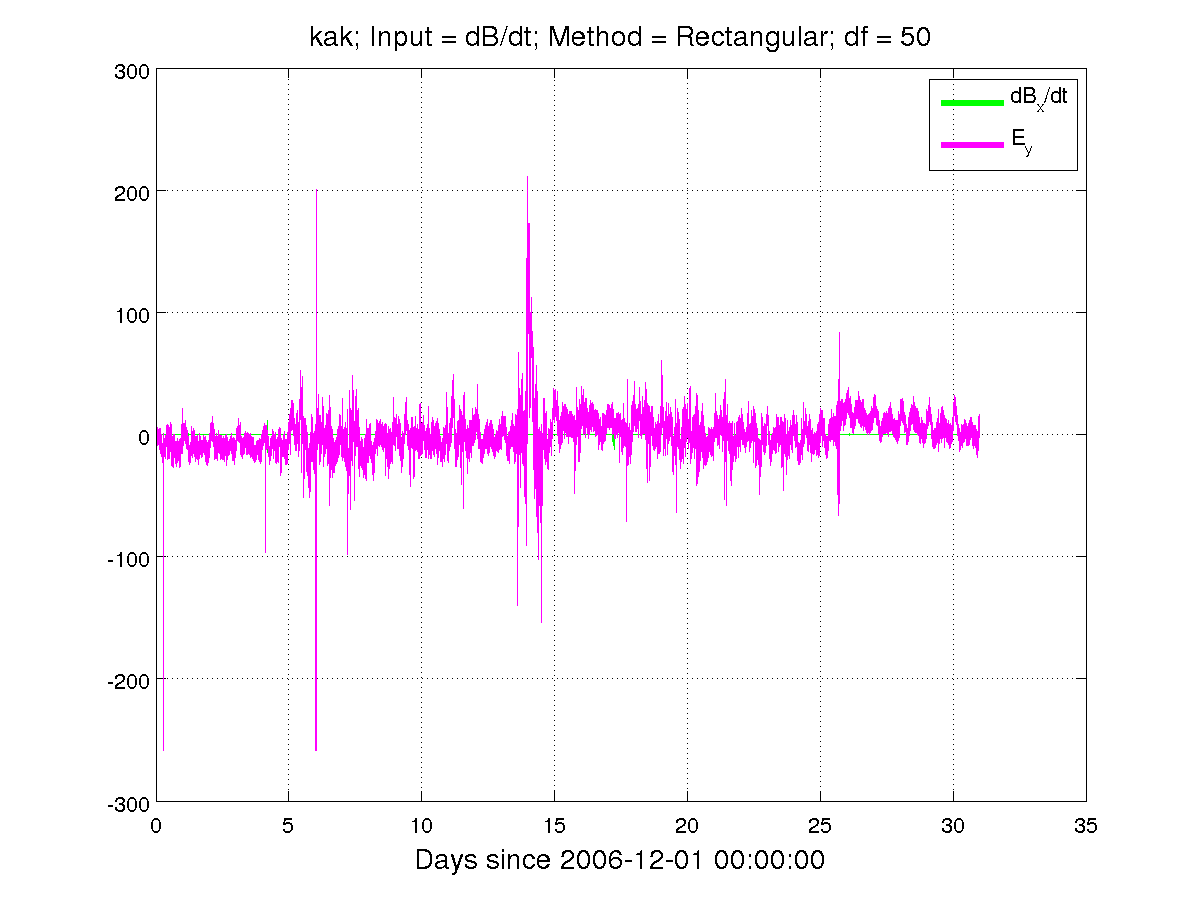 kak; Input = dB/dt; Method = Rectangular; df = 50
300
200
100
0
-100
-200
-300
dBx/dt
Ey
0 5 10 15 20 25 30 35
Days since 2006-12-01 00:00:00